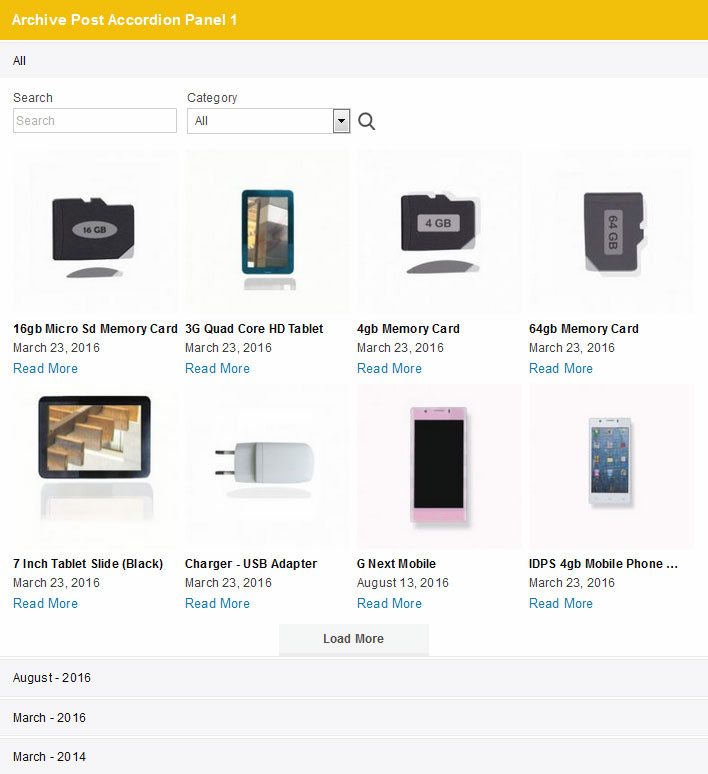 Archive Post Accordion Panel 1
All
Search
Category
Search
All
16 GB
4 GB
64 GB
16gb Micro Sd Memory Card
3G Quad Core HD Tablet
4gb Memory Card
64gb Memory Card
March 23, 2016
March 23, 2016
March 23, 2016
March 23, 2016
Read More
Read More
Read More
Read More
7 Inch Tablet Slide (Black)
Charger - USB Adapter
G Next Mobile
IDPS 4gb Mobile Phone ...
March 23, 2016
March 23, 2016
August 13, 2016
March 23, 2016
Read More
Read More
Read More
Read More
Load More
August - 2016
March - 2016
March - 2014